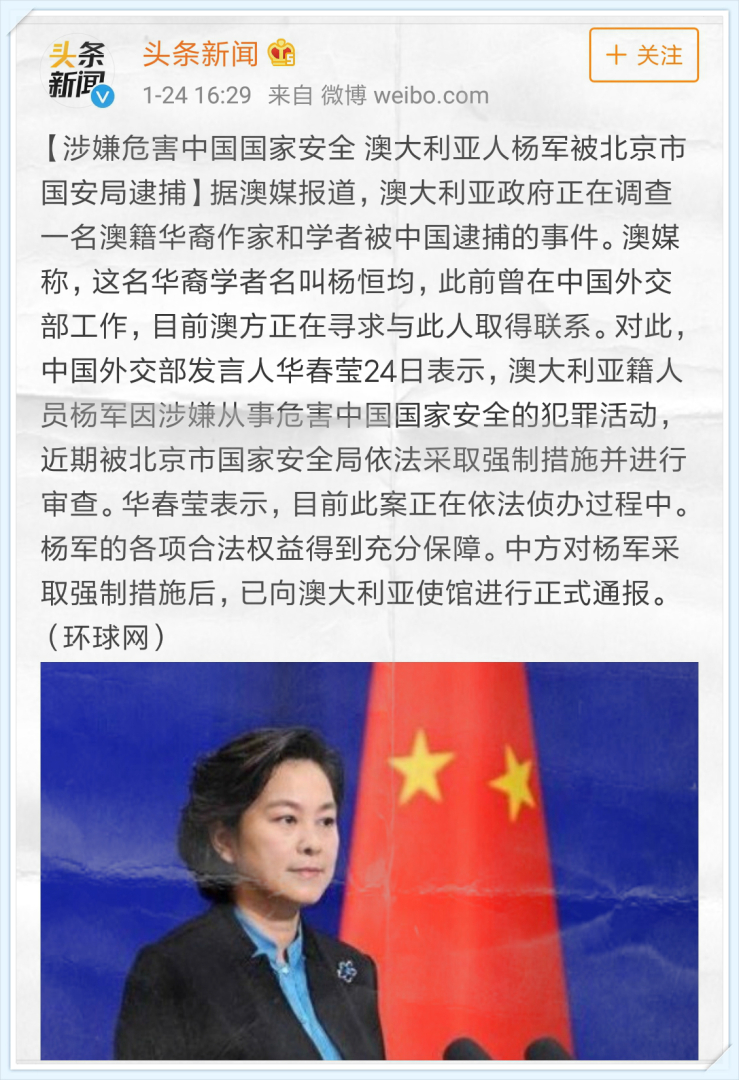 头条
新闻
头条新闻
+ 关注
1-24 16:29 来自 微博 weibo.com
【涉嫌危害中国国家安全 澳大利亚人杨军被北京市
国安局逮捕】据澳媒报道，澳大利亚政府正在调查
一名澳籍华裔作家和学者被中国逮捕的事件。澳媒
称，这名华裔学者名叫杨恒均，此前曾在中国外交
部工作，目前澳方正在寻求与此人取得联系。对此，
中国外交部发言人华春莹24日表示，澳大利亚籍人
员杨军因涉嫌从事危害中国国家安全的犯罪活动，
近期被北京市国家安全局依法采取强制措施并进行
审查。华春莹表示，目前此案正在依法侦办过程中。
杨军的各项合法权益得到充分保障。中方对杨军采
取强制措施后，已向澳大利亚使馆进行正式通报。
（环球网）